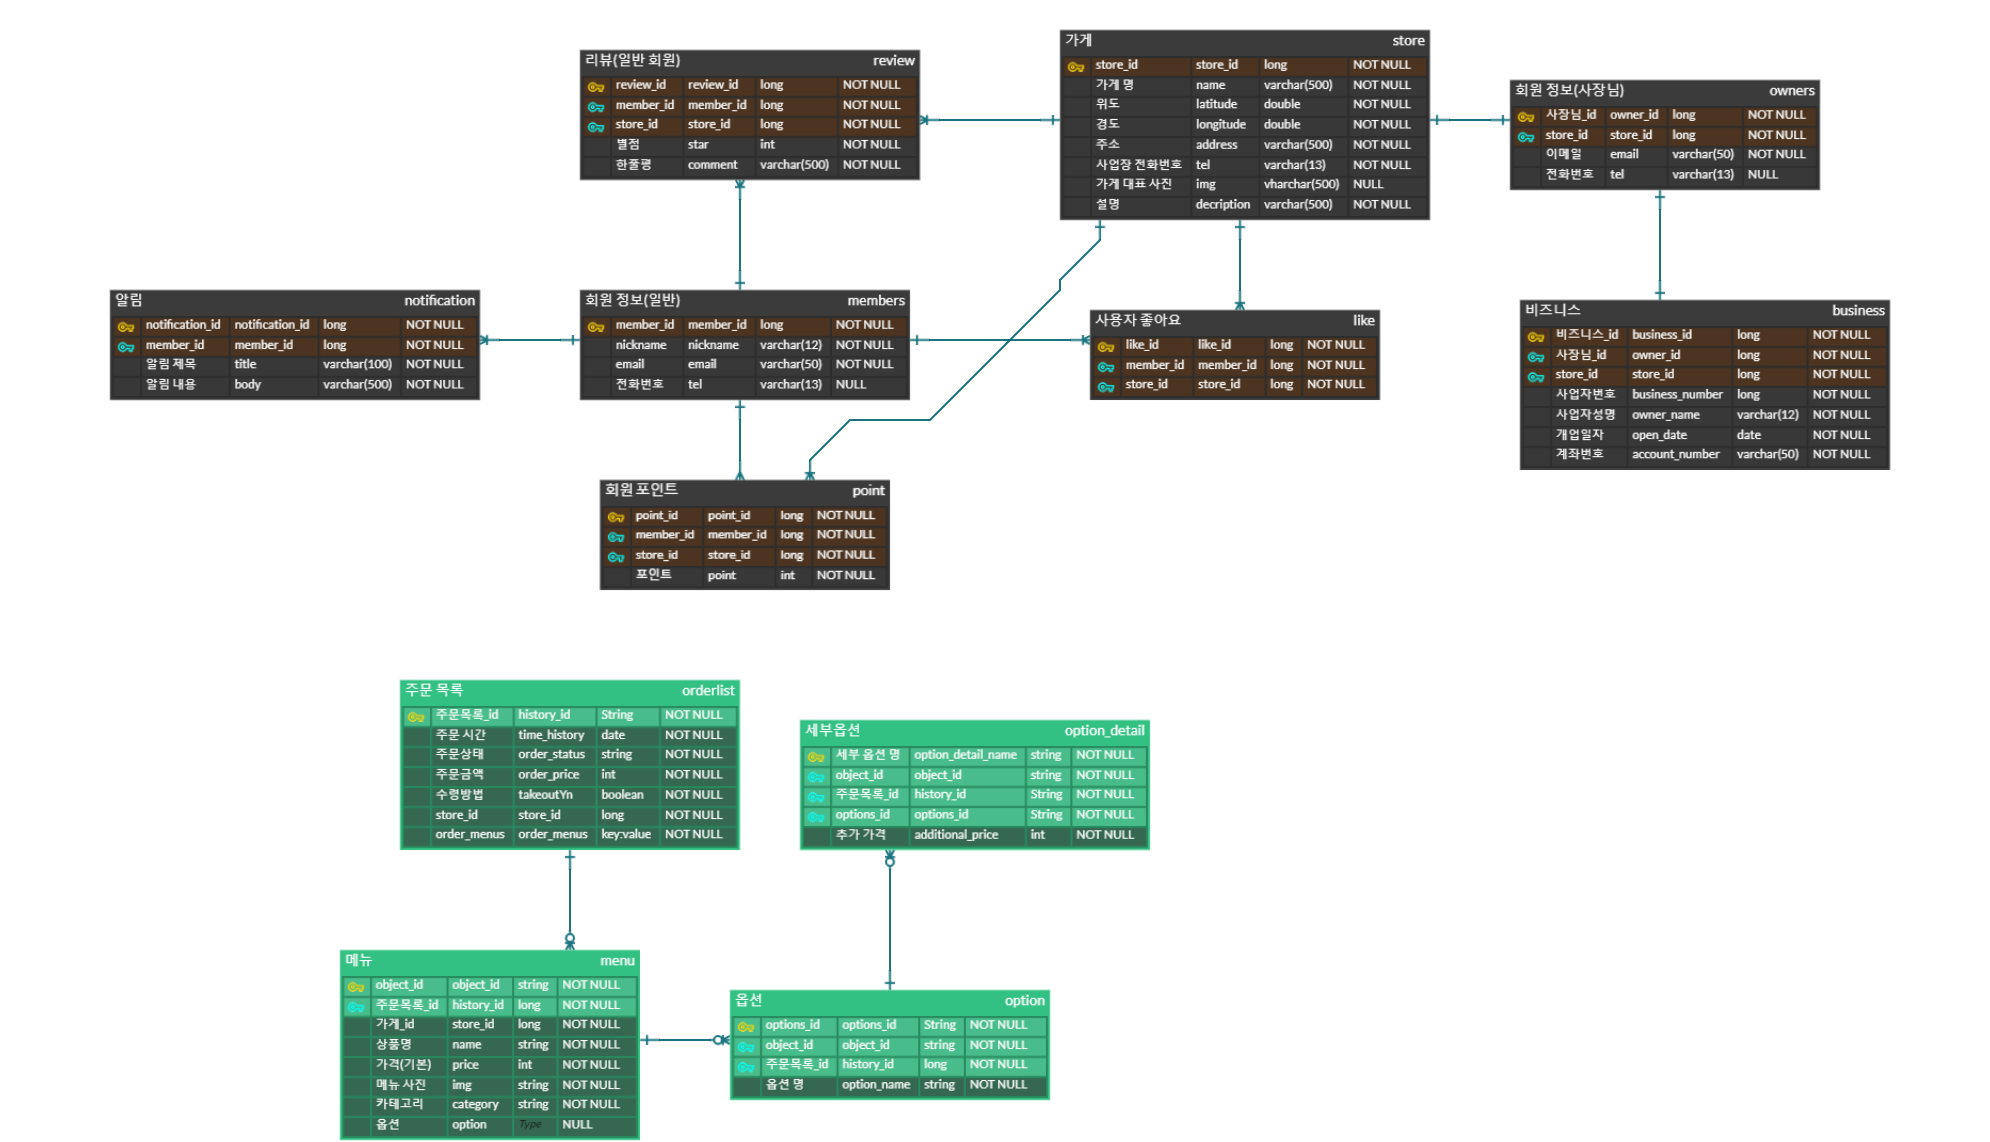 리뷰(일반 회원) review
review_id review_id long NOT NULL
member_id member_id long NOT NULL
store_id store_id long NOT NULL
별점 star int NOT NULL
한풀평 comment varchar(500) NOT NULL
가게 store
store_id store_id long NOT NULL
가게 명 name varchar(500) NOT NULL
위도 latitude double NOT NULL
경도 longitude double NOT NULL
주소 address varchar(500) NOT NULL
사업장 전화번호 tel varchar(13) NOT NULL
가게 대표 사진 img vharchar(500) NULL
설명 decription varchar(500) NOT NULL
회원 정보(사장님) owners
사장님_id owner_id long NOT NULL
store_id store_id long NOT NULL
이메일 email varchar(50) NOT NULL
전화번호 tel varchar(13) NULL
알림 notification
notification_id notification_id long NOT NULL
member_id member_id long NOT NULL
알림 제목 title varchar(100) NOT NULL
알림 내용 body varchar(500) NOT NULL
회원 정보(일반) members
member_id member_id long NOT NULL
nickname nickname varchar(12) NOT NULL
email email varchar(50) NOT NULL
전화번호 tel varchar(13) NULL
사용자 좋아요 like
like_id like_id long NOT NULL
member_id member_id long NOT NULL
store_id store_id long NOT NULL
비즈니스 business
비즈니스_id business_id long NOT NULL
사장님_id owner_id long NOT NULL
store_id store_id long NOT NULL
사업자번호 business_number long NOT NULL
사업자성명 owner_name varchar(12) NOT NULL
개업일자 open_date date NOT NULL
계좌번호 account_number varchar(50) NOT NULL
회원 포인트 point
point_id point_id long NOT NULL
member_id member_id long NOT NULL
store_id store_id long NOT NULL
포인트 point int NOT NULL
주문 목록 orderlist
주문목록_id history_id String NOT NULL
주문 시간 time_history date NOT NULL
주문상태 order_status string NOT NULL
주문금액 order_price int NOT NULL
수령방법 takeoutYn boolean NOT NULL
store_id store_id long NOT NULL
order_menus order_menus key:value NOT NULL
세부옵션 option_detail
세부 옵션 명 option_detail_name string NOT NULL
object_id object_id string NOT NULL
주문목록_id history_id String NOT NULL
options_id options_id String NOT NULL
추가 가격 additional_price int NOT NULL
메뉴 menu
object_id object_id string NOT NULL
주문목록_id history_id long NOT NULL
가게_id store_id long NOT NULL
상품명 name string NOT NULL
가격(기본) price int NOT NULL
메뉴 사진 img string NOT NULL
카테고리 category string NOT NULL
옵션 option Type NULL
옵션 option
options_id options_id String NOT NULL
object_id object_id string NOT NULL
주문목록_id history_id long NOT NULL
옵션 명 option_name string NOT NULL